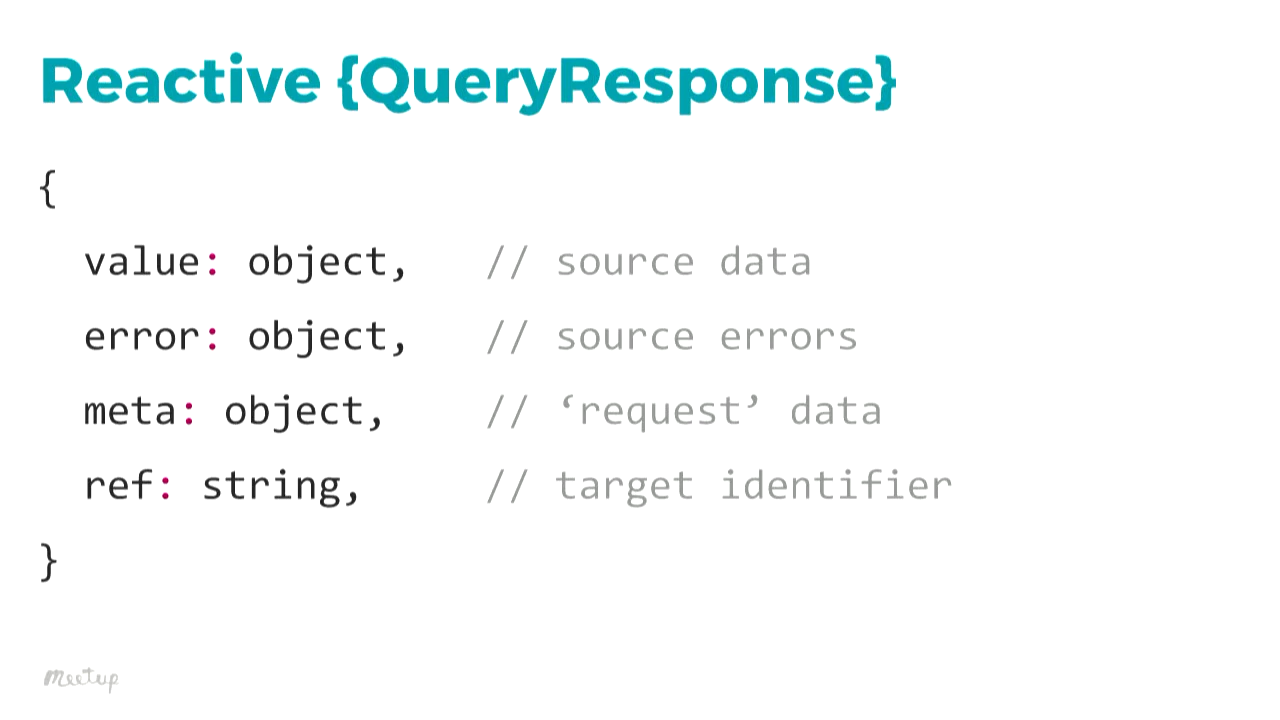 Reactive {QueryResponse}
{
value: object, // source data
error: object, // source errors
meta: object, // ‘request’ data
ref: string, // target identifier
}
Meetup